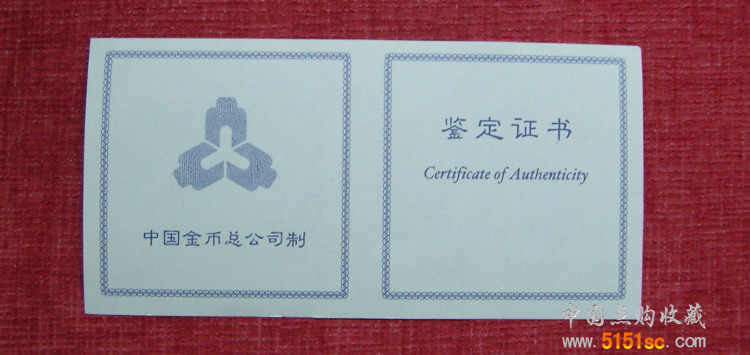 中国金币总公司制
鉴定证书
Certificate of Authenticity
中国点购收藏
www.5151sc.com